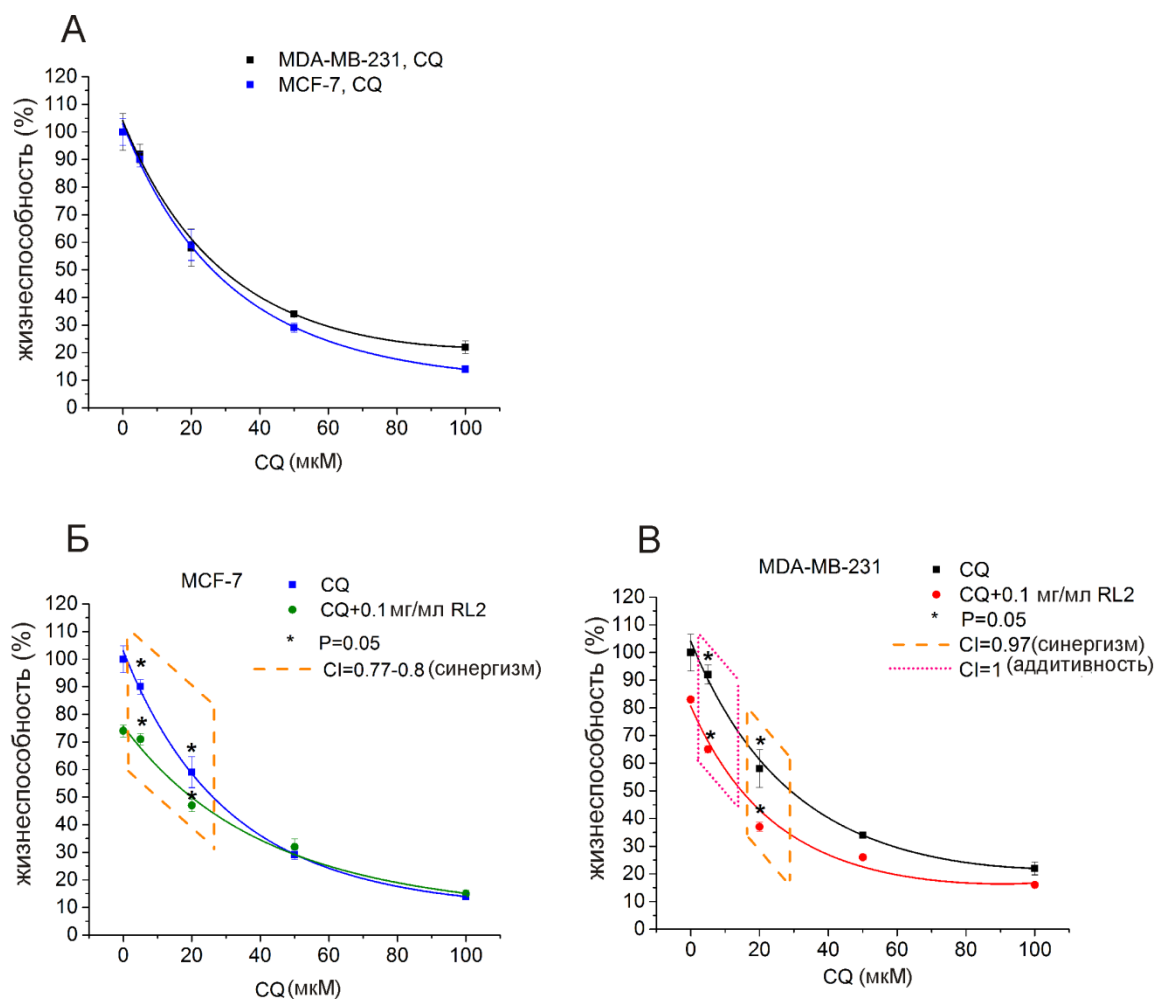 А
MDA-MB-231, CQ
MCF-7, CQ
120
110
100
90
80
70
60
50
40
30
20
10
0
жизнеспособность (%)
0 20 40 60 80 100
CQ (мкМ)
Б
MCF-7
CQ
CQ+0.1 мг/мл RL2
* P=0.05
CI=0.77-0.8 (синергизм)
120
110
100
90
80
70
60
50
40
30
20
10
0
жизнеспособность (%)
* * * *
0 20 40 60 80 100
CQ (мкМ)
В
MDA-MB-231
CQ
CQ+0.1 мг/мл RL2
* P=0.05
CI=0.97(синергизм)
CI=1 (аддитивность)
120
110
100
90
80
70
60
50
40
30
20
10
0
жизнеспособность (%)
* * * *
0 20 40 60 80 100
CQ (мкМ)